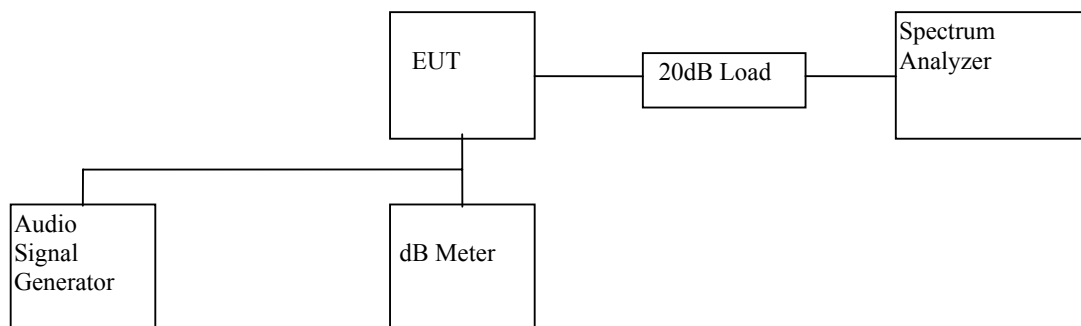 EUT
20dB Load
Spectrum
Analyzer
Audio
Signal
Generator
dB Meter